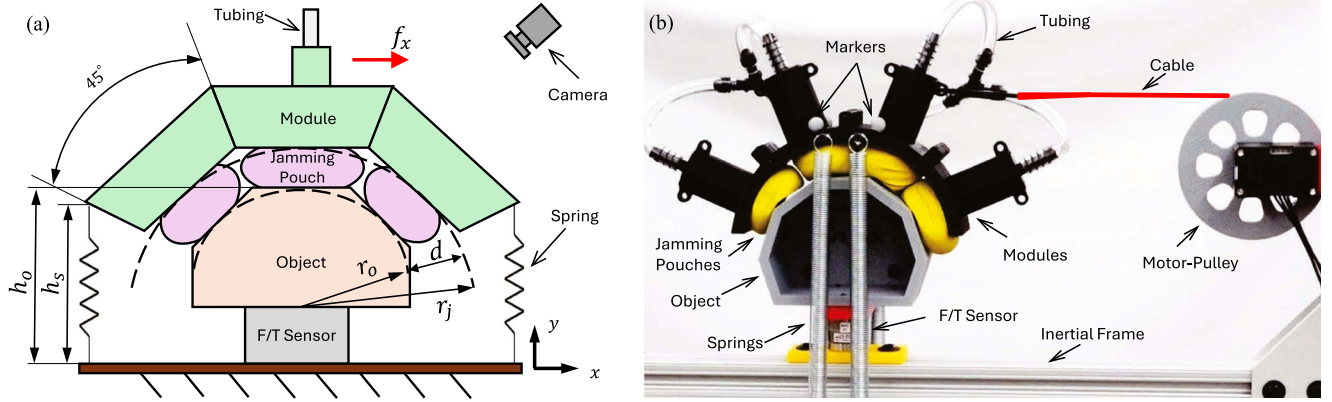 (a)
Tubing
f_x
Camera
45°
Module
Jamming
Pouch
Spring
Object
d
r_o
r_j
h_o
h_s
F/T Sensor
y
x
(b)
Tubing
Markers
Cable
Jamming
Pouches
Modules
Motor-Pulley
Object
F/T Sensor
Springs
Inertial Frame